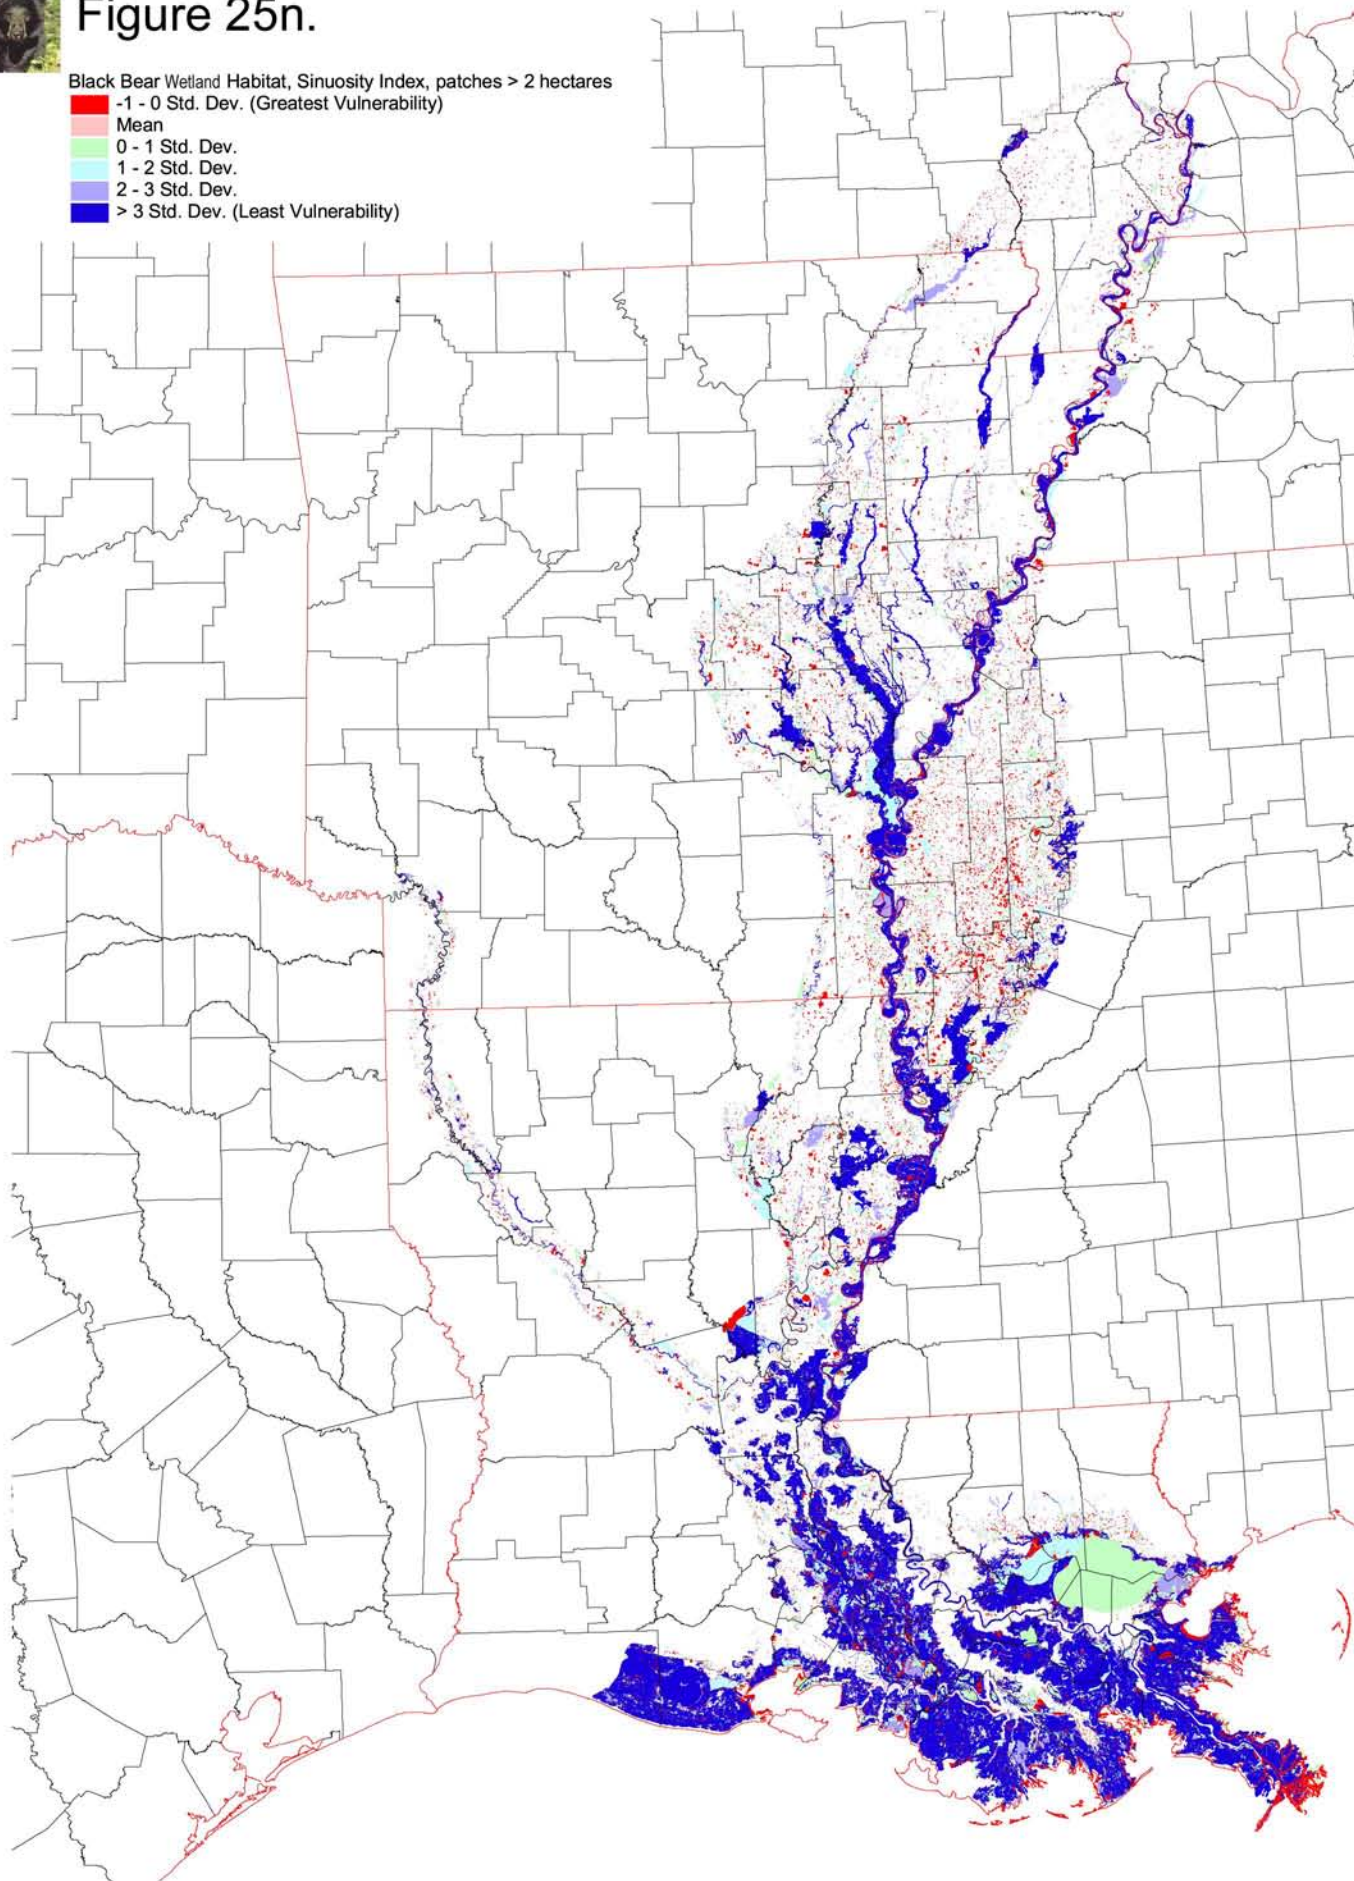 Figure 25n.
Black Bear Wetland Habitat, Sinuosity Index, patches > 2 hectares
-1 - 0 Std. Dev. (Greatest Vulnerability)
Mean
0 - 1 Std. Dev.
1 - 2 Std. Dev.
2 - 3 Std. Dev.
> 3 Std. Dev. (Least Vulnerability)